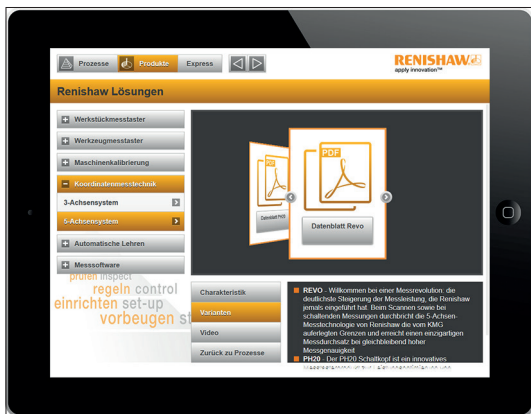 Prozesse
Produkte
Express
RENISHAW
apply innovation™
Renishaw Lösungen
Werkstückmesstaster
Werkzeugmesstaster
Maschinenkalibrierung
Koordinatenmesstechnik
3-Achsensystem
5-Achsensystem
Automatische Lehren
Messsoftware
prüfen inspect
regeln control
einrichten set-up
vorbeugen
PDF
Datenblatt Revo
Characteristik
Varianten
Video
Zurück zu Prozesse
REVO - Willkommen bei einer Messrevolution: die
deutlichste Steigerung der Messleistung, die Renishaw
jemals eingeführt hat. Beim Scannen sowie bei
schaltenden Messungen durchbricht die 5-Achsen-
Messtechnologie von Renishaw die vom KMG
auferlegten Grenzen und erreicht einen einzigartigen
Messdurchsatz bei gleichbleibend hoher
Messgenauigkeit
PH20 - Der PH20 Schaltkopf ist ein innovatives